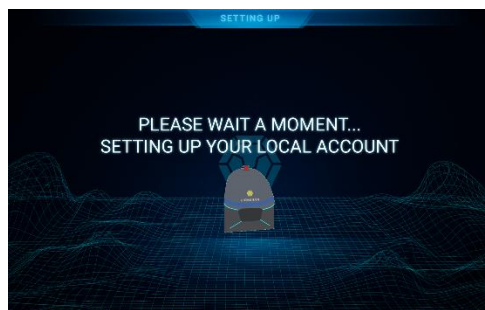 SETTING UP
PLEASE WAIT A MOMENT...
SETTING UP YOUR LOCAL ACCOUNT